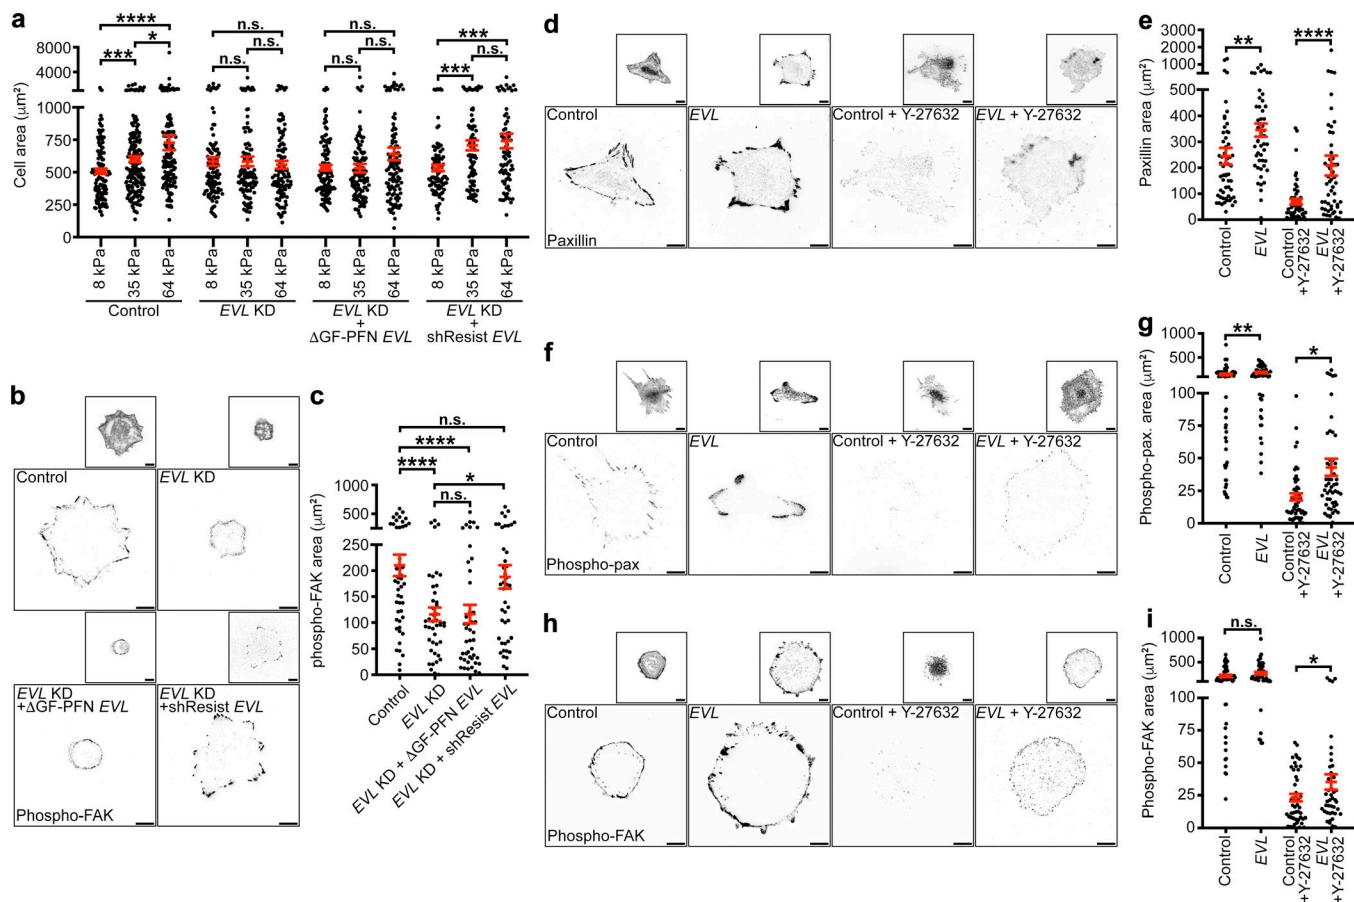 a
****
***
*
n.s.
n.s.
n.s.
n.s.
n.s.
n.s.
***
***
n.s.
Cell area (μm²)
8000
4000
1000
750
500
250
0
8 kPa
35 kPa
64 kPa
8 kPa
35 kPa
64 kPa
8 kPa
35 kPa
64 kPa
8 kPa
35 kPa
64 kPa
Control
EVL KD
EVL KD
+
ΔGF-PFN EVL
EVL KD
+
shResist EVL
b
Control
EVL KD
EVL KD
+ΔGF-PFN EVL
EVL KD
+shResist EVL
Phospho-FAK
c
n.s.
****
****
*
n.s.
phospho-FAK area (μm²)
1000
500
250
200
150
100
50
0
Control
EVL KD
EVL KD + ΔGF-PFN EVL
EVL KD + shResist EVL
d
Control
EVL
Control + Y-27632
EVL + Y-27632
Paxillin
e
**
****
Paxillin area (μm²)
3000
2000
1000
500
400
300
200
100
0
Control
EVL
Control
+Y-27632
EVL
+Y-27632
f
Control
EVL
Control + Y-27632
EVL + Y-27632
Phospho-pax
g
**
*
Phospho-pax. area (μm²)
1000
500
100
75
50
25
0
Control
EVL
Control
+Y-27632
EVL
+Y-27632
h
Control
EVL
Control + Y-27632
EVL + Y-27632
Phospho-FAK
i
n.s.
*
Phospho-FAK area (μm²)
1000
500
100
75
50
25
0
Control
EVL
Control
+Y-27632
EVL
+Y-27632